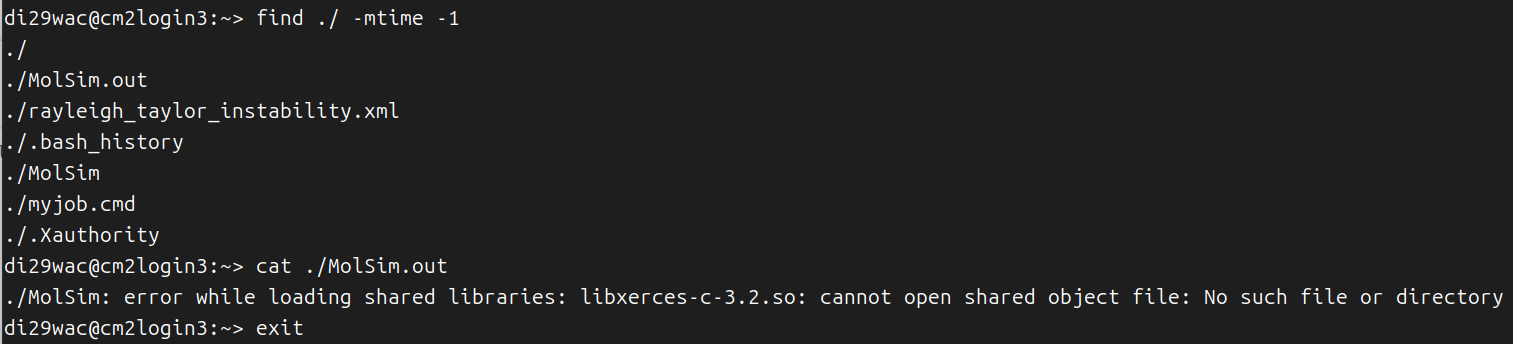 di29wac@cm2login3:~> find ./ -mtime -1
./
./MolSim.out
./rayleigh_taylor_instability.xml
./.bash_history
./MolSim
./myjob.cmd
./.Xauthority
di29wac@cm2login3:~> cat ./MolSim.out
./MolSim: error while loading shared libraries: libxerces-c-3.2.so: cannot open shared object file: No such file or directory
di29wac@cm2login3:~> exit